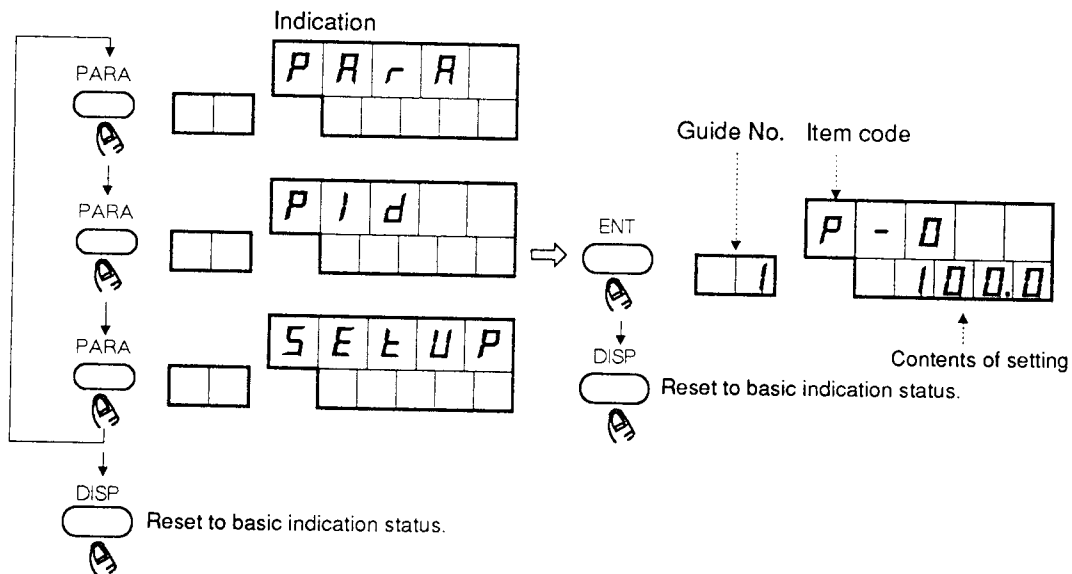 Indication
PARA
PArA
PARA
PId
PARA
SEtUP
DISP
Reset to basic indication status.
ENT
DISP
Reset to basic indication status.
Guide No. Item code
1
P-0
100.0
Contents of setting